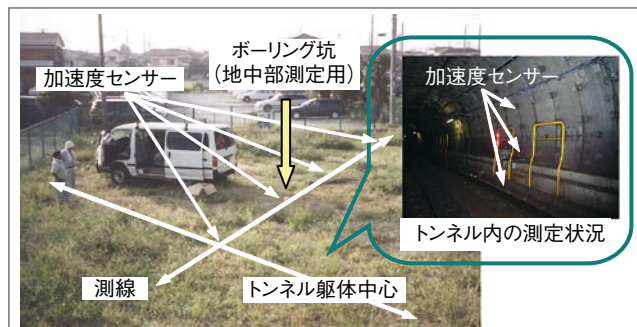 ボーリング坑
（地中部測定用）
加速度センサー
加速度センサー
トンネル内の測定状況
測線
トンネル躯体中心